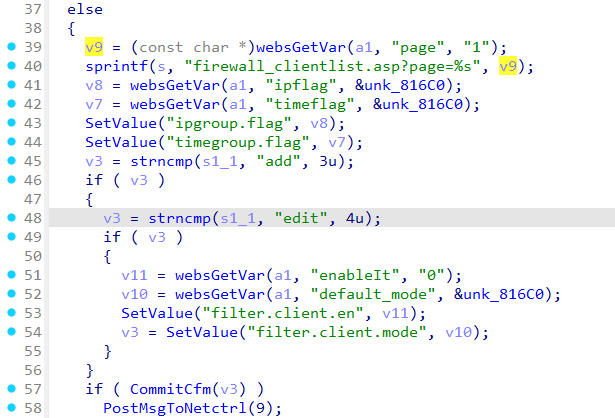 37 else
38 {
39 v9 = (const char *)websGetVar(a1, "page", "1");
40 sprintf(s, "firewall_clientlist.asp?page=%s", v9);
41 v8 = websGetVar(a1, "ipflag", &unk_816C0);
42 v7 = websGetVar(a1, "timeflag", &unk_816C0);
43 SetValue("ipgroup.flag", v8);
44 SetValue("timegroup.flag", v7);
45 v3 = strncmp(s1_1, "add", 3u);
46 if ( v3 )
47 {
48 v3 = strncmp(s1_1, "edit", 4u);
49 if ( v3 )
50 {
51 v11 = websGetVar(a1, "enableIt", "0");
52 v10 = websGetVar(a1, "default_mode", &unk_816C0);
53 SetValue("filter.client.en", v11);
54 v3 = SetValue("filter.client.mode", v10);
55 }
56 }
57 if ( CommitCfm(v3) )
58 PostMsgToNetctrl(9);